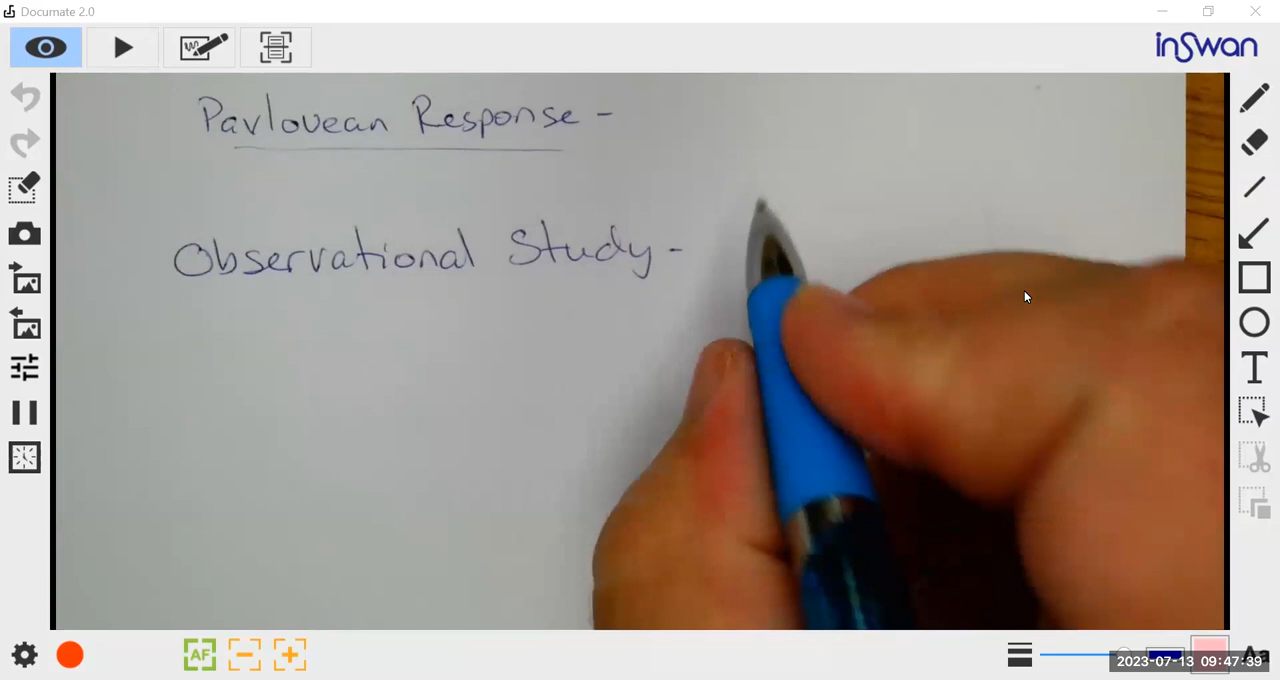 Documate 2.0
inSwan
Pavlovean Response -
Observational Study -
AF
T
Aa
2023-07-13 09:47:39